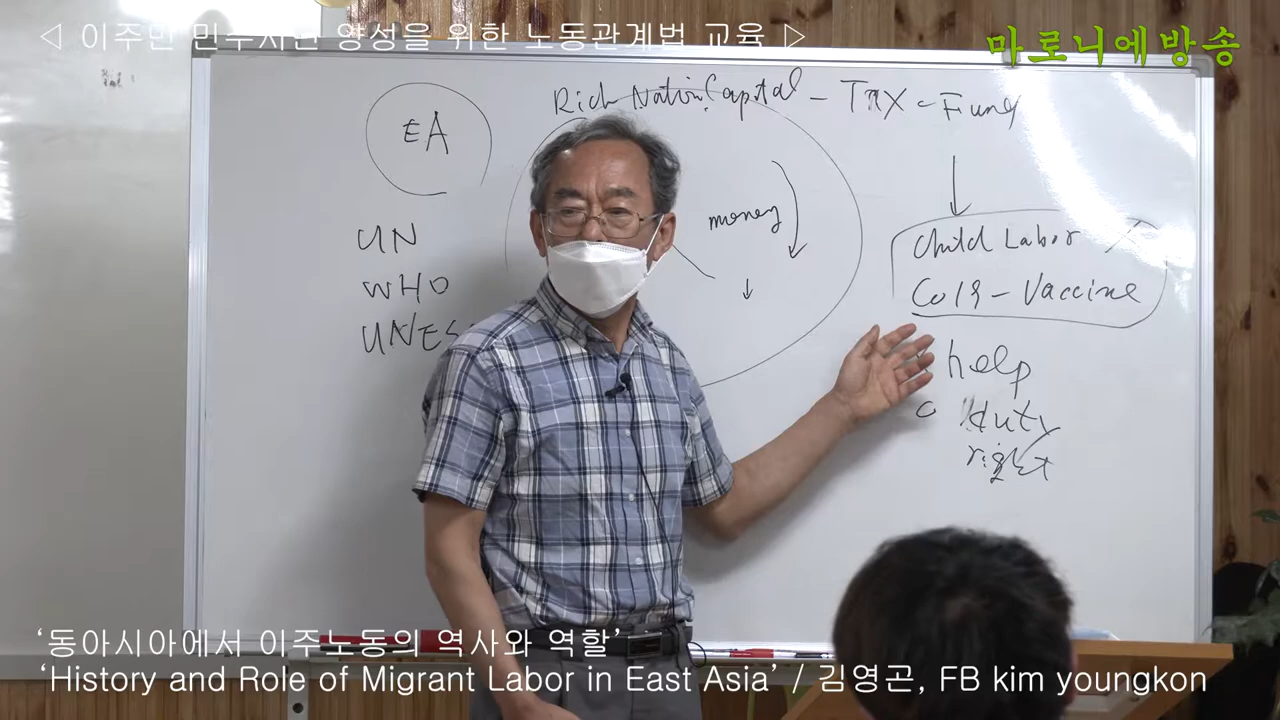 ◁ 이주민 민주시민 양성을 위한 노동관계법 교육 ▷
마로니에방송
Rich Nation. Capital - TAX - Fund
EA
money
UN
WHO
UNES
Child Labor X
Co19 - Vaccine
help
duty
right
‘동아시아에서 이주노동의 역사와 역할’
‘History and Role of Migrant Labor in East Asia’ / 김영곤, FB kim youngkon